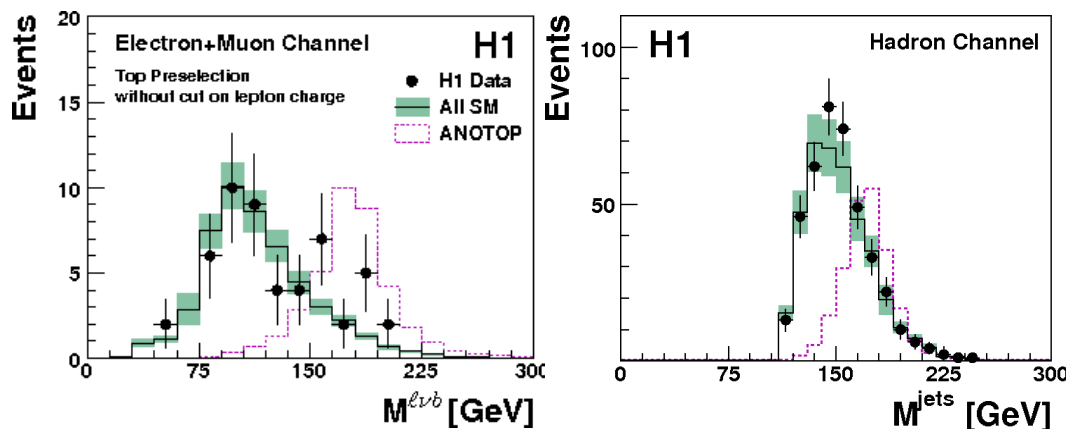 Events
20
15
10
5
0
Electron+Muon Channel
H1
Top Preselection
without cut on lepton charge
H1 Data
All SM
ANOTOP
0
75
150
225
300
M^ℓνb [GeV]
Events
100
50
H1
Hadron Channel
0
75
150
225
300
M^jets [GeV]